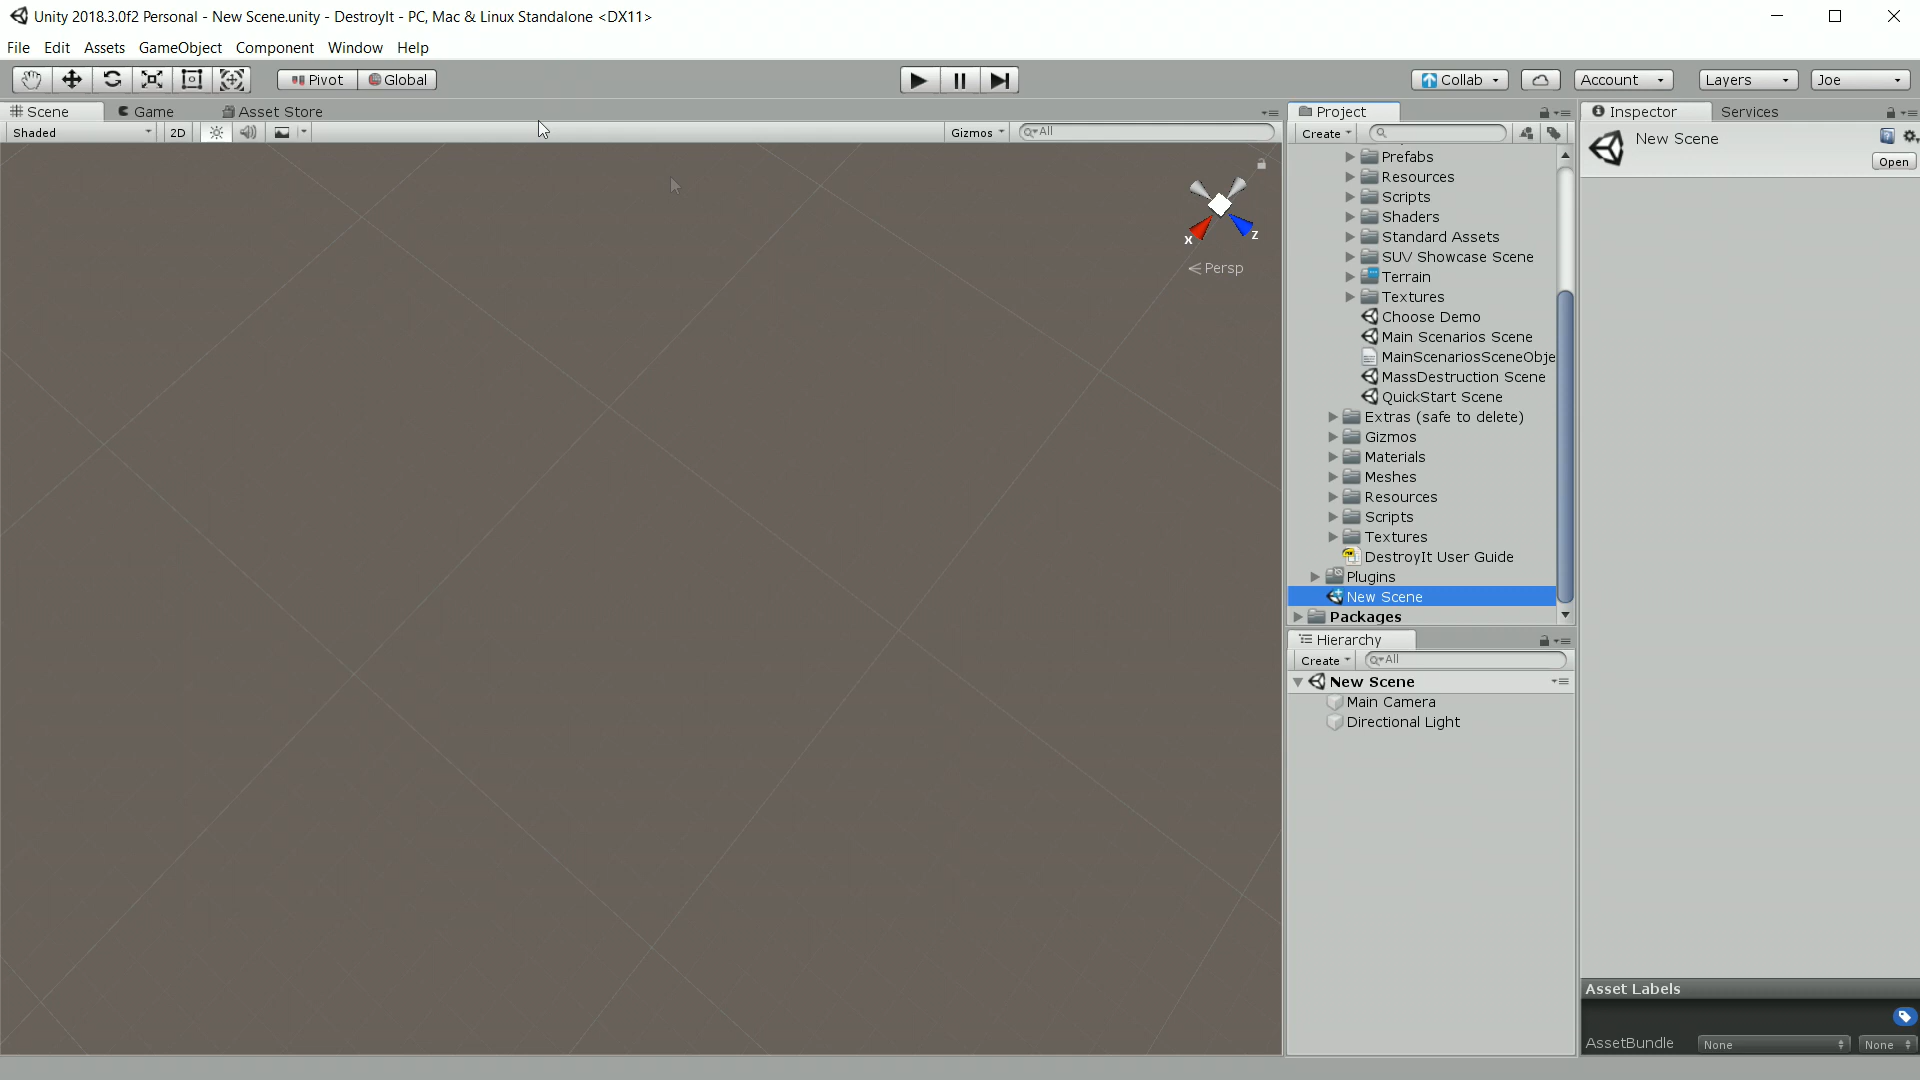 Unity 2018.3.0f2 Personal - New Scene.unity - DestroyIt - PC, Mac & Linux Standalone <DX11>
File Edit Assets GameObject Component Window Help
Pivot Global Collab Account Layers Joe
Scene Game Asset Store
Shaded 2D Gizmos All
x z
Persp
Project
Create
Prefabs
Resources
Scripts
Shaders
Standard Assets
SUV Showcase Scene
Terrain
Textures
Choose Demo
Main Scenarios Scene
MainScenariosSceneObje
MassDestruction Scene
QuickStart Scene
Extras (safe to delete)
Gizmos
Materials
Meshes
Resources
Scripts
Textures
DestroyIt User Guide
Plugins
New Scene
Packages
Hierarchy
Create All
New Scene
Main Camera
Directional Light
Inspector Services
New Scene
Open
Asset Labels
AssetBundle None None